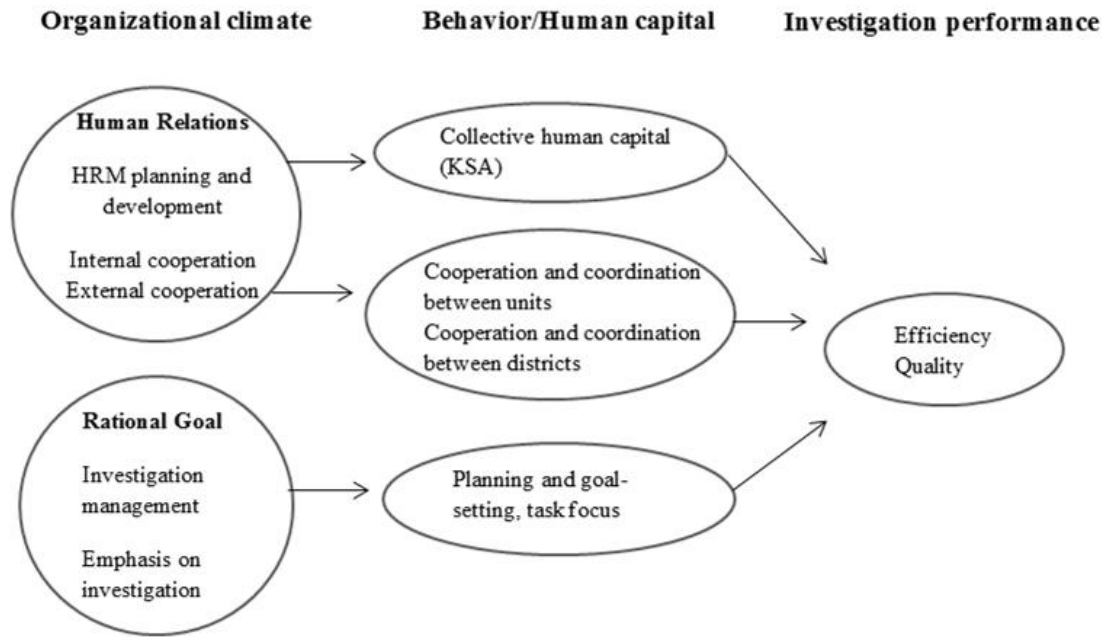 Organizational climate
Behavior/Human capital
Investigation performance
Human Relations
HRM planning and
development
Internal cooperation
External cooperation
Collective human capital
(KSA)
Cooperation and coordination
between units
Cooperation and coordination
between districts
Efficiency
Quality
Rational Goal
Investigation
management
Emphasis on
investigation
Planning and goal-
setting, task focus